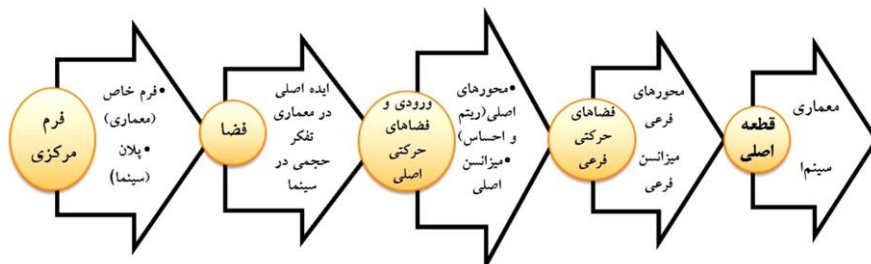 فرم
مرکزی
•فرم خاص
(معماری)
•پلان
(سینما)
فضا
ایده اصلی
در معماری
تفکر
حجمی در
سینما
ورودی و
فضاهای
حرکتی
اصلی
•محورهای
اصلی(ریتم
و احساس)
•میزانسن
اصلی
فضاهای
حرکتی
فرعی
محورهای
فرعی
میزانسن
فرعی
قطعه
اصلی
معماری
سینما